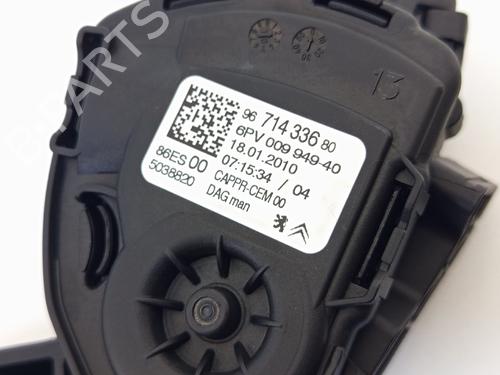 96 714 336 80
6PV 009 949-40
18.01.2010
07:15:34 / 04
86ES 00 CAPPR-CEM 00
5038820 DAG man
13
B-PARTS